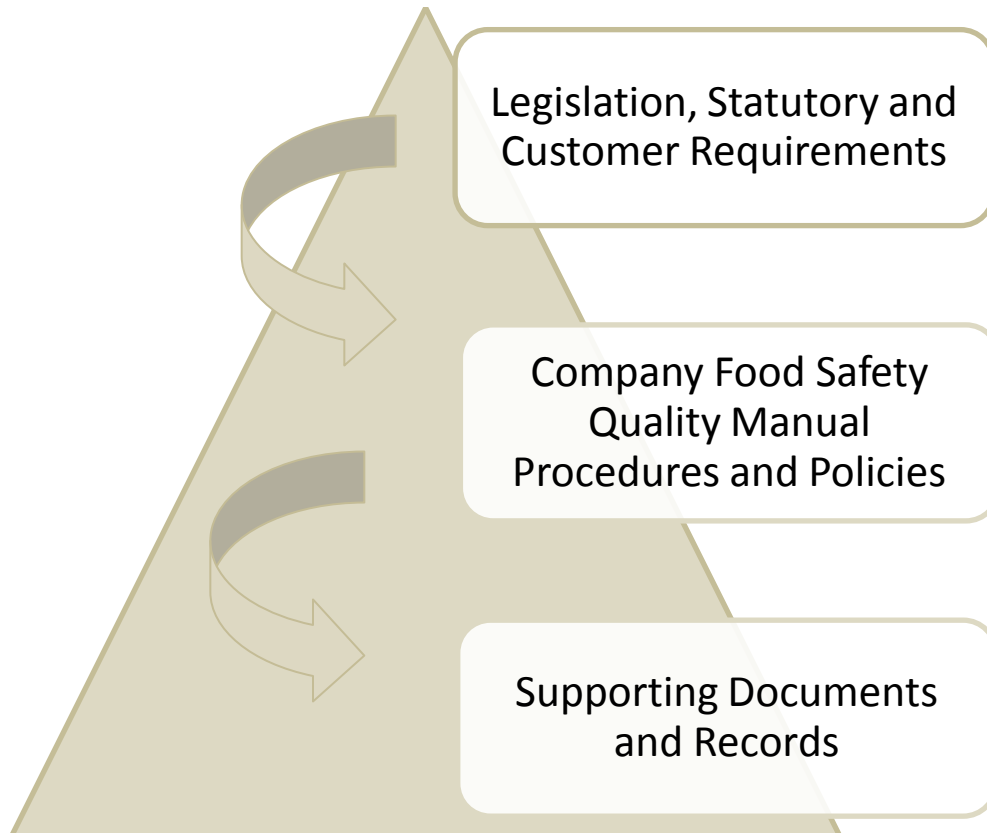 Legislation, Statutory and
Customer Requirements
Company Food Safety
Quality Manual
Procedures and Policies
Supporting Documents
and Records